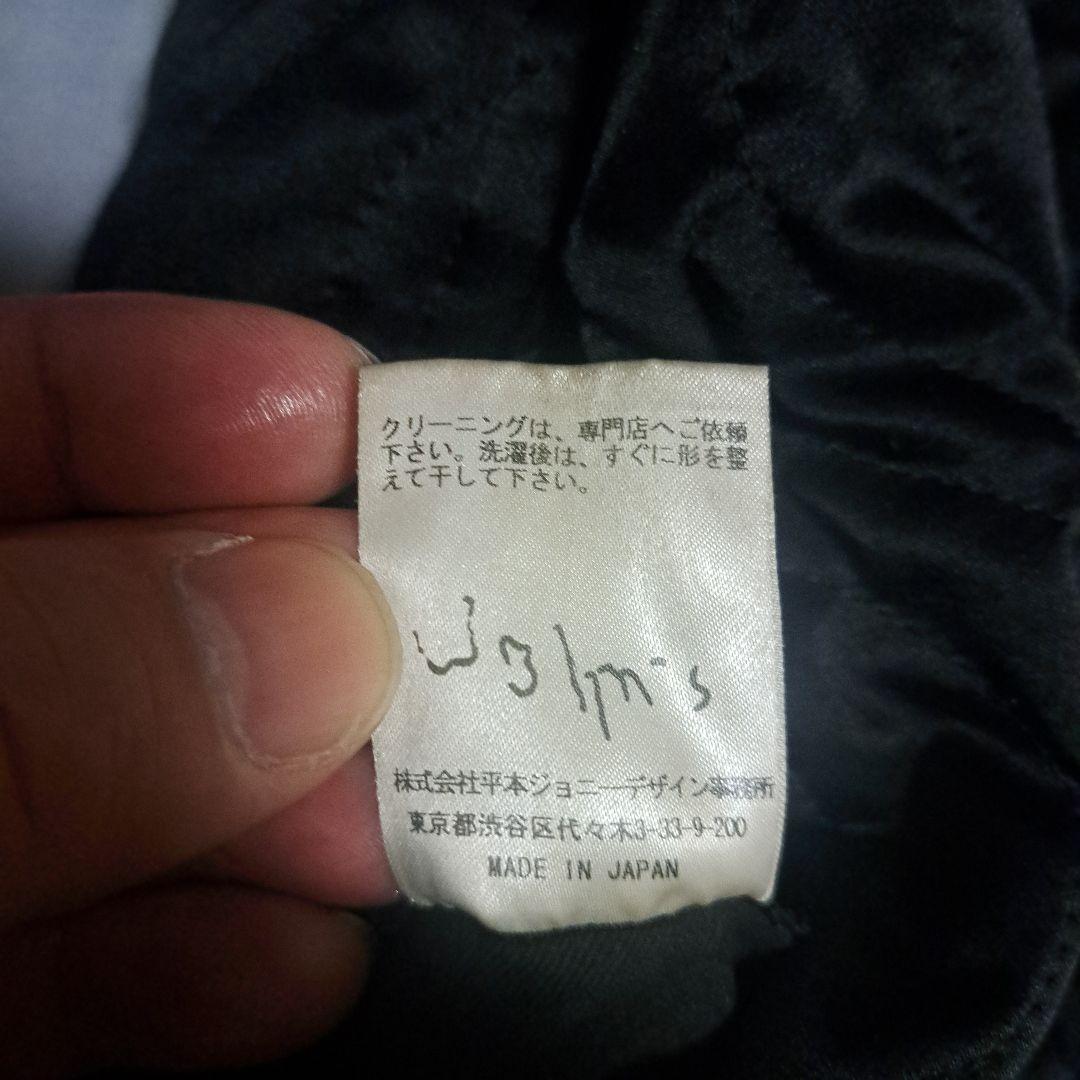 クリーニングは、専門店へご依頼
下さい。洗濯後は、すぐに形を整
えて干して下さい。
株式会社平本ジョニーデザイン事務所
東京都渋谷区代々木3-33-9-200
MADE IN JAPAN